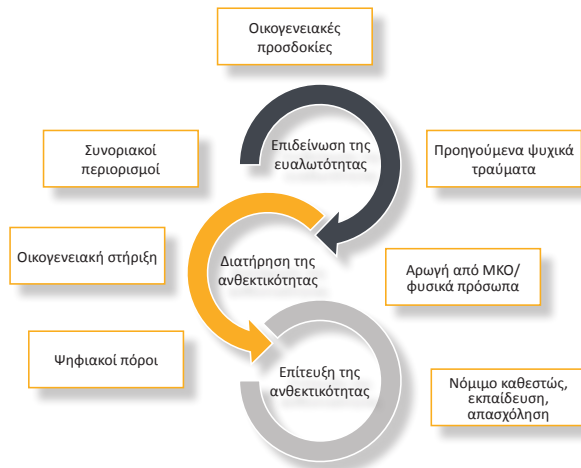 Οικογενειακές
προσδοκίες
Επιδείνωση της
ευαλωτότητας
Συνοριακοί
περιορισμοί
Προηγούμενα ψυχικά
τραύματα
Οικογενειακή στήριξη
Διατήρηση της
ανθεκτικότητας
Αρωγή από ΜΚΟ/
φυσικά πρόσωπα
Ψηφιακοί πόροι
Επίτευξη της
ανθεκτικότητας
Νόμιμο καθεστώς,
εκπαίδευση,
απασχόληση